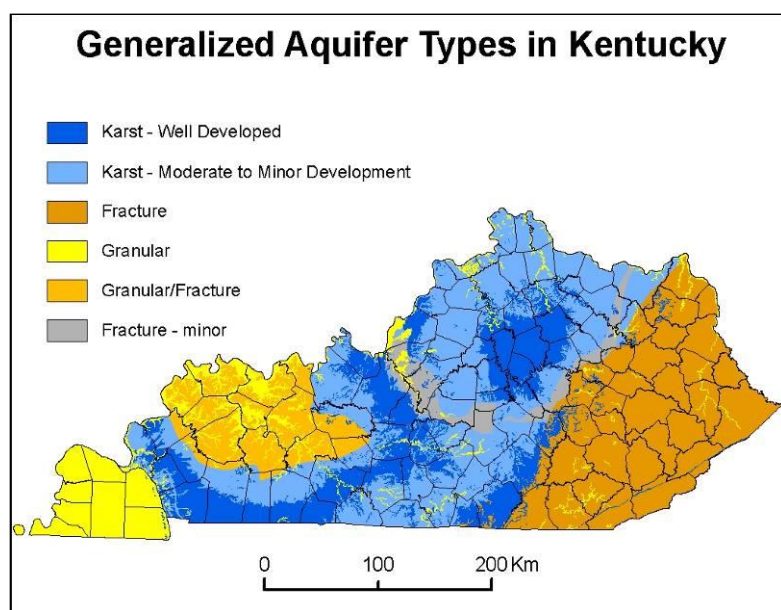 Generalized Aquifer Types in Kentucky
Karst - Well Developed
Karst - Moderate to Minor Development
Fracture
Granular
Granular/Fracture
Fracture - minor
0 100 200 Km